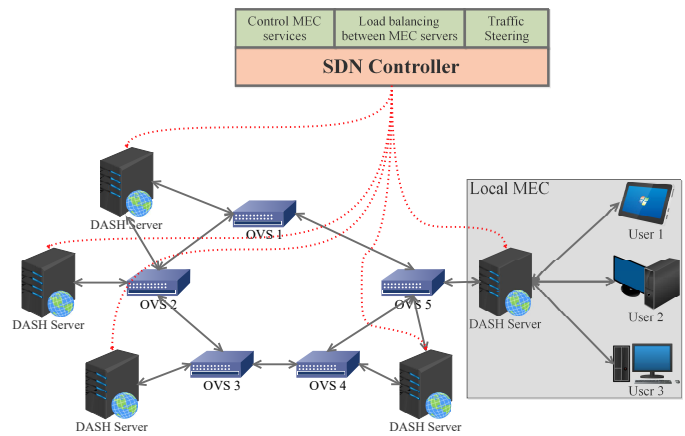 Control MEC
services
Load balancing
between MEC servers
Traffic
Steering
SDN Controller
Local MEC
DASH Server
OVS 1
User 1
OVS 2
OVS 5
DASH Server
DASH Server
User 2
OVS 3
OVS 4
User 3
DASH Server
DASH Server